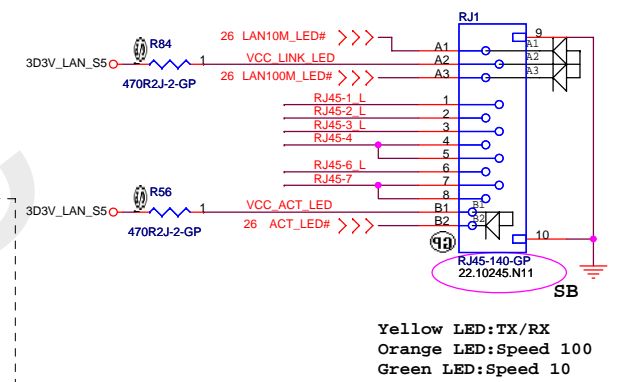 RJ1
26 LAN10M_LED#
R84
3D3V_LAN_S5
1
VCC_LINK_LED
470R2J-2-GP
26 LAN100M_LED#
A1
A2
A3
9
A1
A2
A3
RJ45-1_L
1
RJ45-2_L
2
RJ45-3_L
3
RJ45-4
4
5
RJ45-6_L
6
RJ45-7
7
8
R56
3D3V_LAN_S5
1
VCC_ACT_LED
470R2J-2-GP
26 ACT_LED#
B1
B2
B1
B2
10
RJ45-140-GP
22.10245.N11
SB
Yellow LED:TX/RX
Orange LED:Speed 100
Green LED:Speed 10